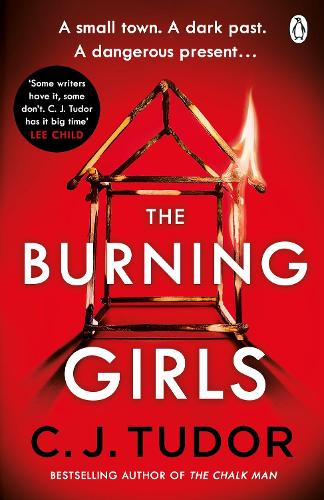 A small town. A dark past.
A dangerous present...
'Some writers
have it, some
don't. C. J. Tudor
has it big time'
LEE CHILD
THE
BURNING
GIRLS
C. J. TUDOR
BESTSELLING AUTHOR OF THE CHALK MAN